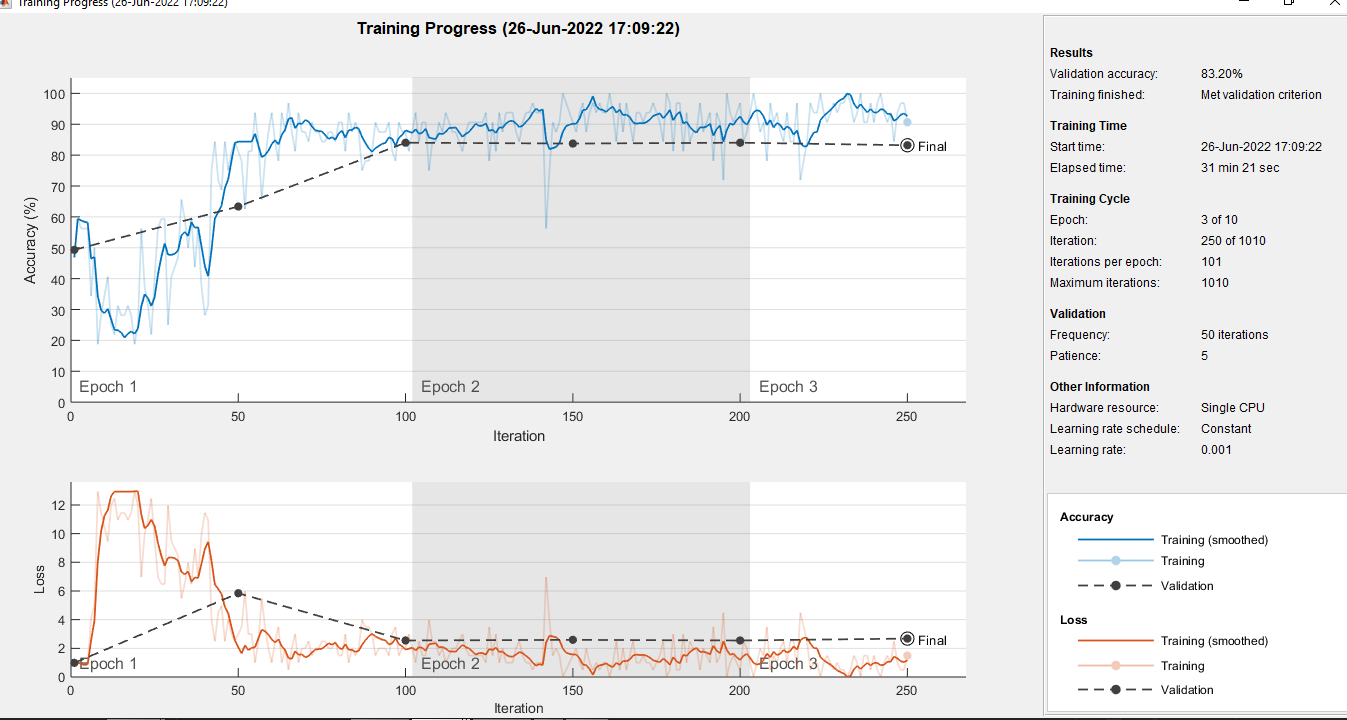 Training Progress (26-Jun-2022 17:09:22)
Training Progress (26-Jun-2022 17:09:22)
Accuracy (%)
100
90
80
70
60
50
40
30
20
10
0
Epoch 1
Epoch 2
Epoch 3
Final
0
50
100
150
200
250
Iteration
Loss
12
10
8
6
4
2
0
Epoch 1
Epoch 2
Epoch 3
Final
0
50
100
150
200
250
Iteration
Results
Validation accuracy: 83.20%
Training finished: Met validation criterion
Training Time
Start time: 26-Jun-2022 17:09:22
Elapsed time: 31 min 21 sec
Training Cycle
Epoch: 3 of 10
Iteration: 250 of 1010
Iterations per epoch: 101
Maximum iterations: 1010
Validation
Frequency: 50 iterations
Patience: 5
Other Information
Hardware resource: Single CPU
Learning rate schedule: Constant
Learning rate: 0.001
Accuracy
Training (smoothed)
Training
Validation
Loss
Training (smoothed)
Training
Validation